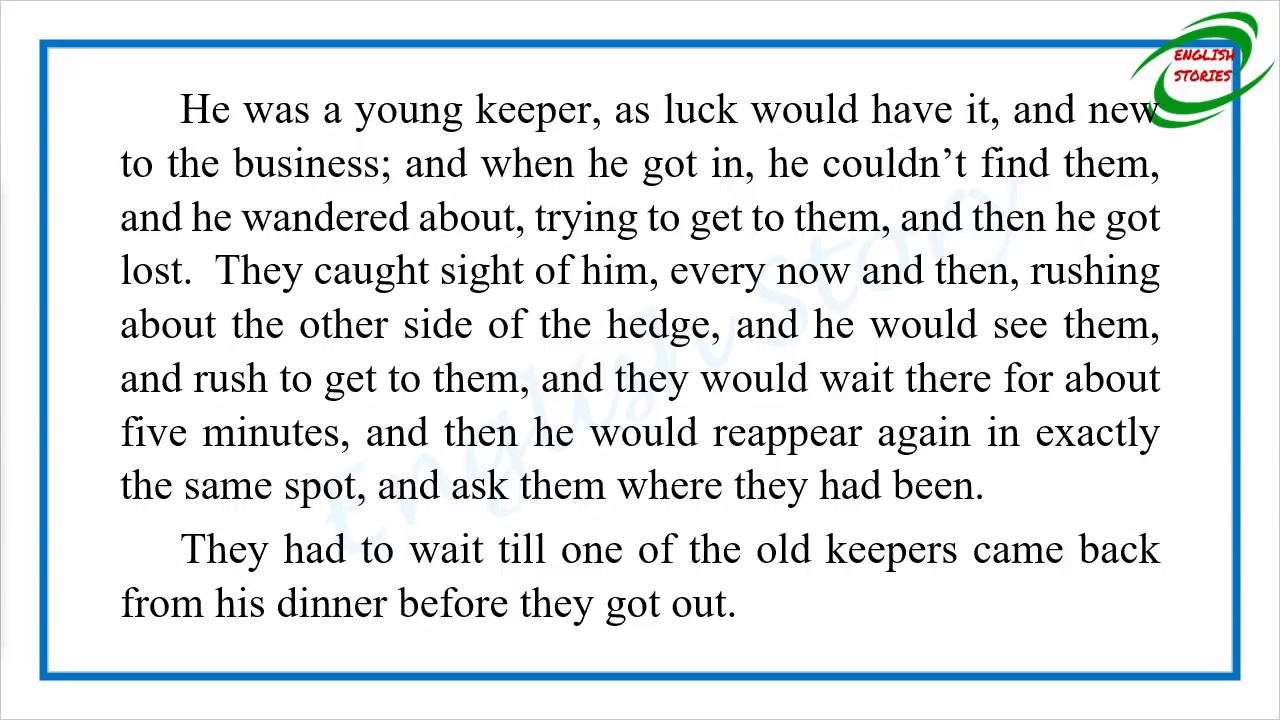 ENGLISH
STORIES
He was a young keeper, as luck would have it, and new
to the business; and when he got in, he couldn’t find them,
and he wandered about, trying to get to them, and then he got
lost.  They caught sight of him, every now and then, rushing
about the other side of the hedge, and he would see them,
and rush to get to them, and they would wait there for about
five minutes, and then he would reappear again in exactly
the same spot, and ask them where they had been.
They had to wait till one of the old keepers came back
from his dinner before they got out.
English Story